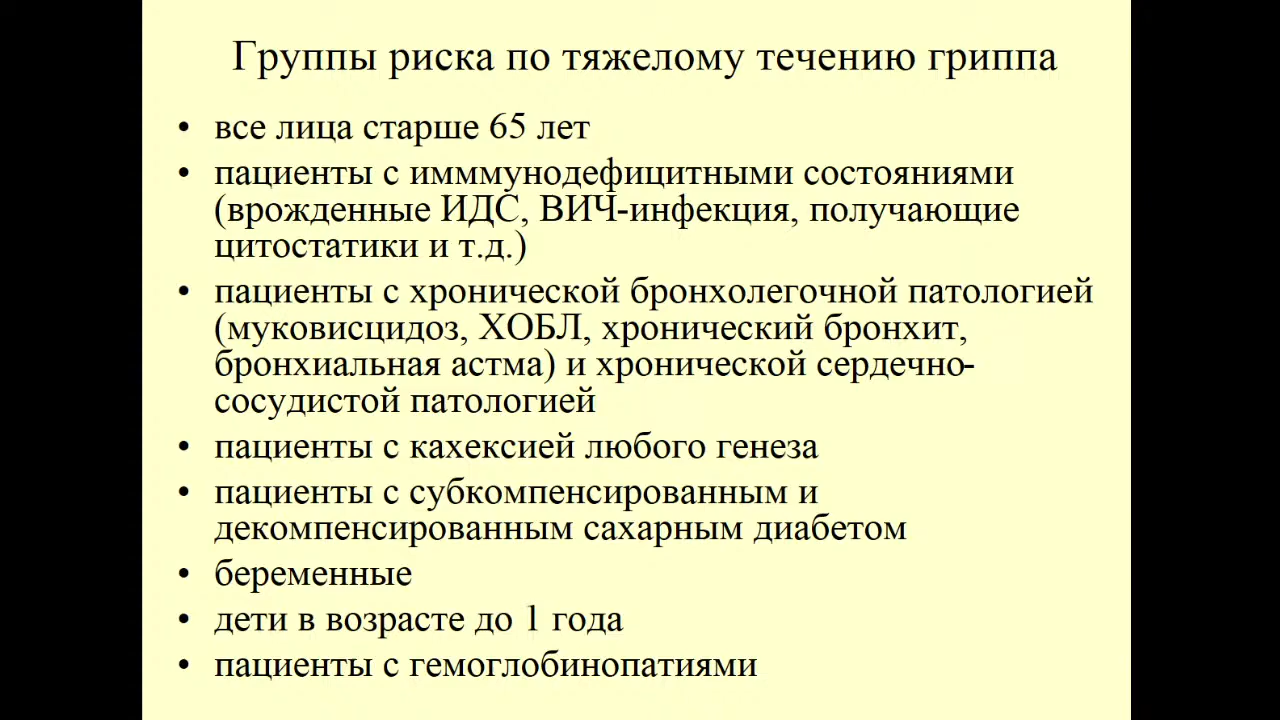 Группы риска по тяжелому течению гриппа
• все лица старше 65 лет
• пациенты с имммунодефицитными состояниями
(врожденные ИДС, ВИЧ-инфекция, получающие
цитостатики и т.д.)
• пациенты с хронической бронхолегочной патологией
(муковисцидоз, ХОБЛ, хронический бронхит,
бронхиальная астма) и хронической сердечно-
сосудистой патологией
• пациенты с кахексией любого генеза
• пациенты с субкомпенсированным и
декомпенсированным сахарным диабетом
• беременные
• дети в возрасте до 1 года
• пациенты с гемоглобинопатиями